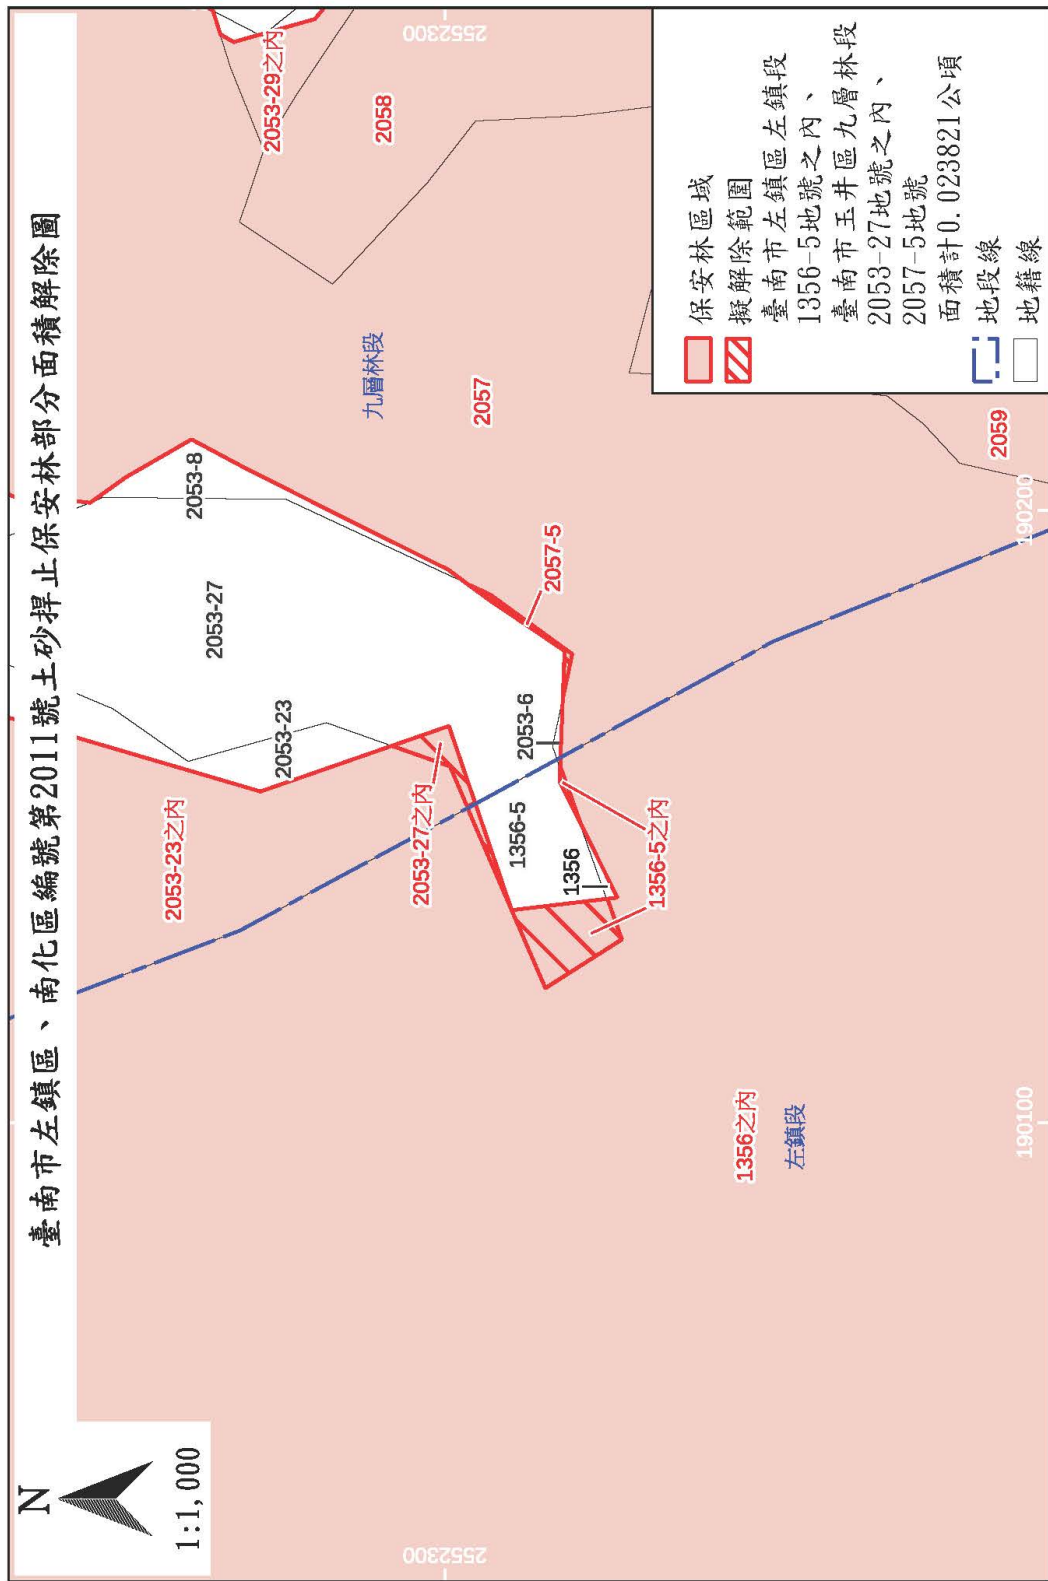 臺南市左鎮區、南化區編號第2011號土砂捍止保安林部分面積解除圖
N
1:1,000
2053-29之內
2552300
2058
九層林段
2057
2053-8
2053-27
2053-23
2053-23之內
2053-27之內
2057-5
2053-6
1356-5
1356
1356-5之內
1356之內
左鎮段
2059
190200
190100
2552300
保安林區域
擬解除範圍
臺南市左鎮區左鎮段
1356-5地號之內、
臺南市玉井區九層林段
2053-27地號之內、
2057-5地號
面積計0.023821公頃
地段線
地籍線